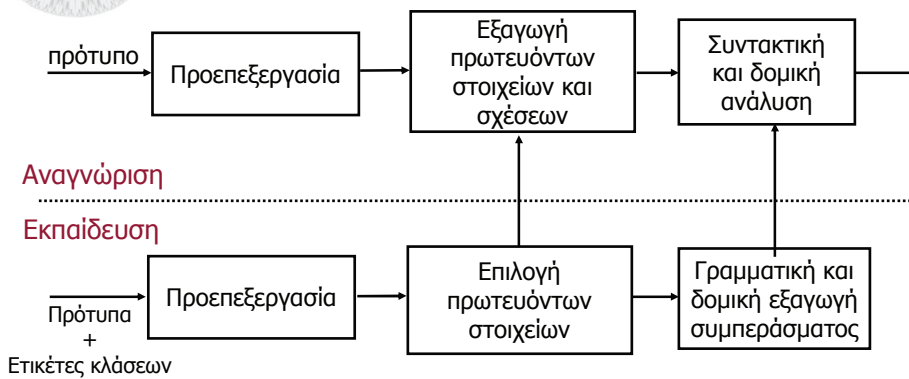 πρότυπο
Προεπεξεργασία
Εξαγωγή
πρωτευόντων
στοιχείων και
σχέσεων
Συντακτική
και δομική
ανάλυση
Αναγνώριση
Εκπαίδευση
Πρότυπα
+
Ετικέτες κλάσεων
Προεπεξεργασία
Επιλογή
πρωτευόντων
στοιχείων
Γραμματική και
δομική εξαγωγή
συμπεράσματος